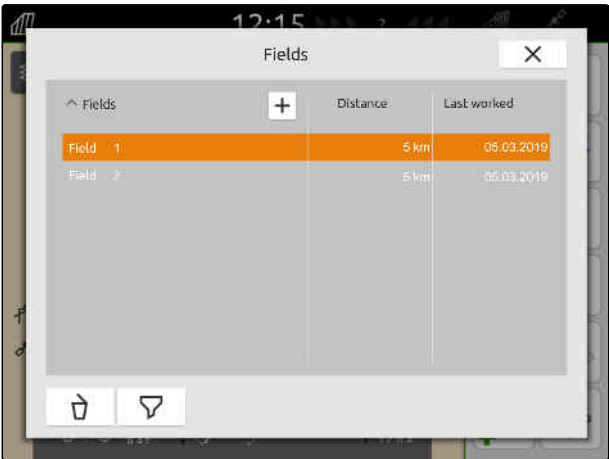 12:15
Fields
Fields + Distance Last worked
Field 1 5 km 05.03.2019
Field 2 5 km 05.03.2019